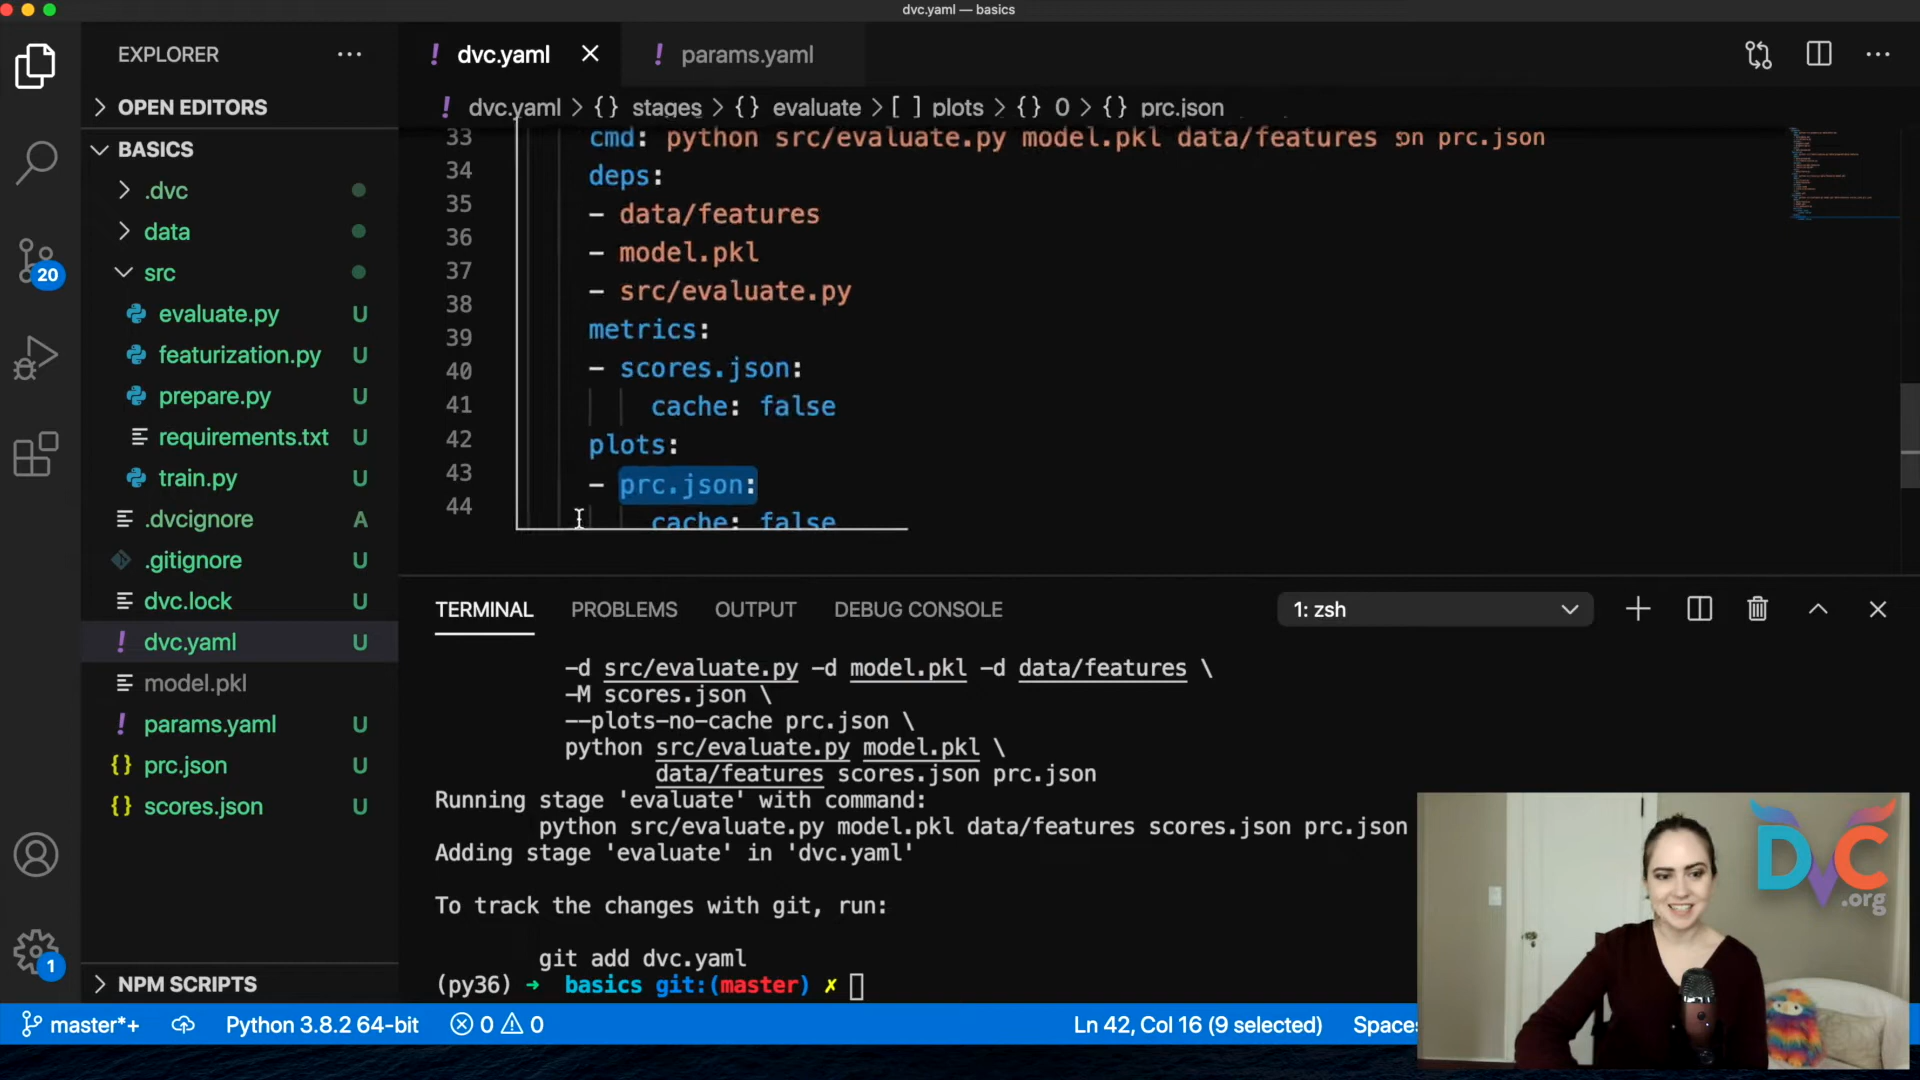 dvc.yaml — basics
EXPLORER
dvc.yaml
params.yaml
OPEN EDITORS
dvc.yaml > {} stages > {} evaluate > [ ] plots > {} 0 > {} prc.json
BASICS
.dvc
data
src
evaluate.py U
featurization.py U
prepare.py U
requirements.txt U
train.py U
.dvcignore A
.gitignore U
dvc.lock U
dvc.yaml U
model.pkl
params.yaml U
prc.json U
scores.json U
NPM SCRIPTS
20
1
33
34
35
36
37
38
39
40
41
42
43
44
cmd: python src/evaluate.py model.pkl data/features on prc.json
deps:
- data/features
- model.pkl
- src/evaluate.py
metrics:
- scores.json:
cache: false
plots:
- prc.json:
cache: false
TERMINAL PROBLEMS OUTPUT DEBUG CONSOLE
1: zsh
-d src/evaluate.py -d model.pkl -d data/features \
-M scores.json \
--plots-no-cache prc.json \
python src/evaluate.py model.pkl \
data/features scores.json prc.json
Running stage 'evaluate' with command:
python src/evaluate.py model.pkl data/features scores.json prc.json
Adding stage 'evaluate' in 'dvc.yaml'
To track the changes with git, run:
git add dvc.yaml
(py36) → basics git:(master) ✗
master*+ Python 3.8.2 64-bit 0 0 Ln 42, Col 16 (9 selected) Spaces
DVC
.org